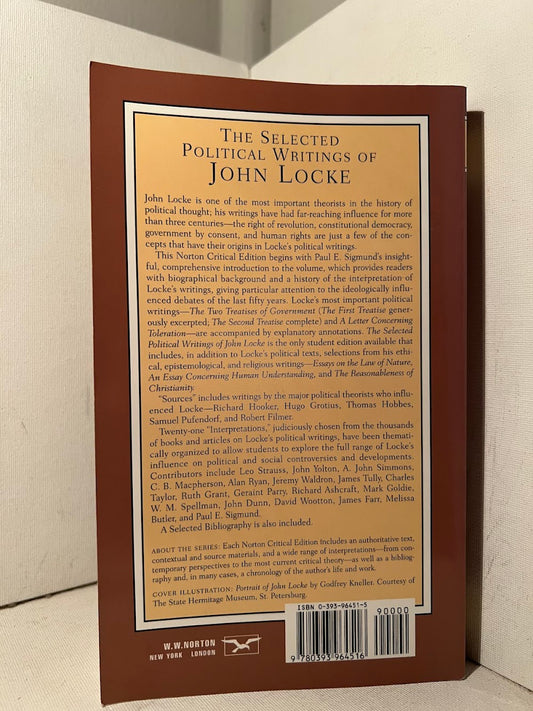 THE SELECTED
POLITICAL WRITINGS OF
JOHN LOCKE
John Locke is one of the most important theorists in the history of
political thought; his writings have had far-reaching influence for more
than three centuries—the right of revolution, constitutional democracy,
government by consent, and human rights are just a few of the con-
cepts that have their origins in Locke's political writings.
This Norton Critical Edition begins with Paul E. Sigmund's insight-
ful, comprehensive introduction to the volume, which provides readers
with biographical background and a history of the interpretation of
Locke's writings, giving particular attention to the ideologically influ-
enced debates of the last fifty years. Locke's most important political
writings—The Two Treatises of Government (The First Treatise gener-
ously excerpted; The Second Treatise complete) and A Letter Concerning
Toleration—are accompanied by explanatory annotations. The Selected
Political Writings of John Locke is the only student edition available that
includes, in addition to Locke's political texts, selections from his ethi-
cal, epistemological, and religious writings—Essays on the Law of Nature,
An Essay Concerning Human Understanding, and The Reasonableness of
Christianity.
"Sources" includes writings by the major political theorists who influ-
enced Locke—Richard Hooker, Hugo Grotius, Thomas Hobbes,
Samuel Pufendorf, and Robert Filmer.
Twenty-one "Interpretations," judiciously chosen from the thousands
of books and articles on Locke's political writings, have been themati-
cally organized to allow students to explore the full range of Locke's
influence on political and social controversies and developments.
Contributors include Leo Strauss, John Yolton, A. John Simmons,
C. B. Macpherson, Alan Ryan, Jeremy Waldron, James Tully, Charles
Taylor, Ruth Grant, Geraint Parry, Richard Ashcraft, Mark Goldie,
W. M. Spellman, John Dunn, David Wootton, James Farr, Melissa
Butler, and Paul E. Sigmund.
A Selected Bibliography is also included.
ABOUT THE SERIES: Each Norton Critical Edition includes an authoritative text,
contextual and source materials, and a wide range of interpretations—from con-
temporary perspectives to the most current critical theory—as well as a bibliog-
raphy and, in many cases, a chronology of the author's life and work.
COVER ILLUSTRATION: Portrait of John Locke by Godfrey Kneller. Courtesy of
The State Hermitage Museum, St. Petersburg.
ISBN 0-393-96451-5
90000
9 780393 964516
W.W.NORTON
NEW YORK LONDON